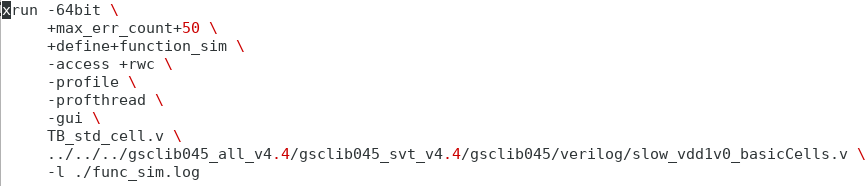 xrun -64bit \
+max_err_count+50 \
+define+function_sim \
-access +rwc \
-profile \
-profthread \
-gui \
TB_std_cell.v \
../../../gsclib045_all_v4.4/gsclib045_svt_v4.4/gsclib045/verilog/slow_vdd1v0_basicCells.v \
-l ./func_sim.log